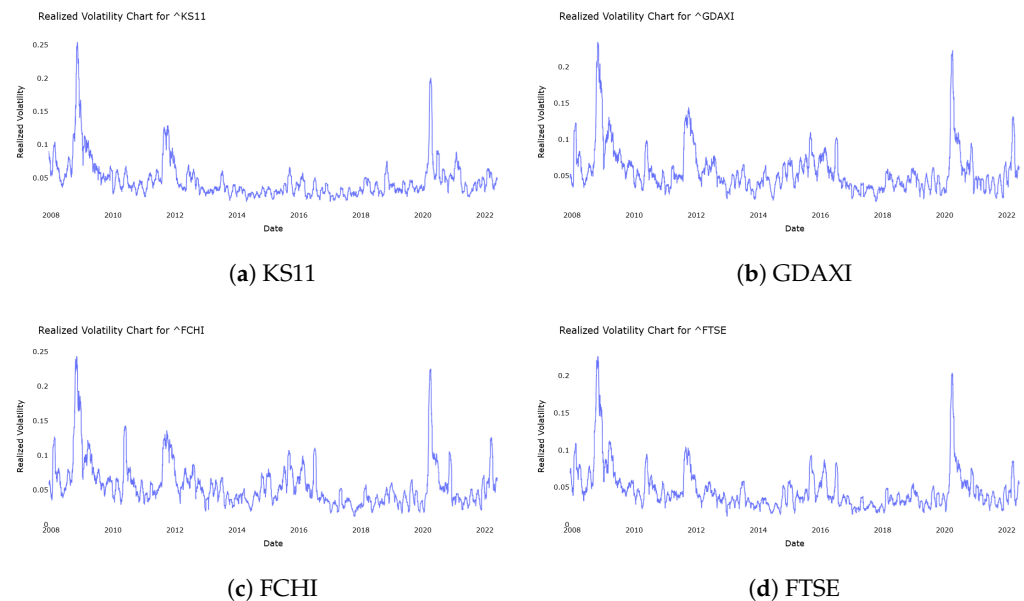 Realized Volatility Chart for ^KS11
0.25
0.2
0.15
0.1
0.05
Realized Volatility
2008 2010 2012 2014 2016 2018 2020 2022
Date
(a) KS11
Realized Volatility Chart for ^GDAXI
0.2
0.15
0.1
0.05
Realized Volatility
2008 2010 2012 2014 2016 2018 2020 2022
Date
(b) GDAXI
Realized Volatility Chart for ^FCHI
0.25
0.2
0.15
0.1
0.05
0
Realized Volatility
2008 2010 2012 2014 2016 2018 2020 2022
Date
(c) FCHI
Realized Volatility Chart for ^FTSE
0.2
0.15
0.1
0.05
0
Realized Volatility
2008 2010 2012 2014 2016 2018 2020 2022
Date
(d) FTSE